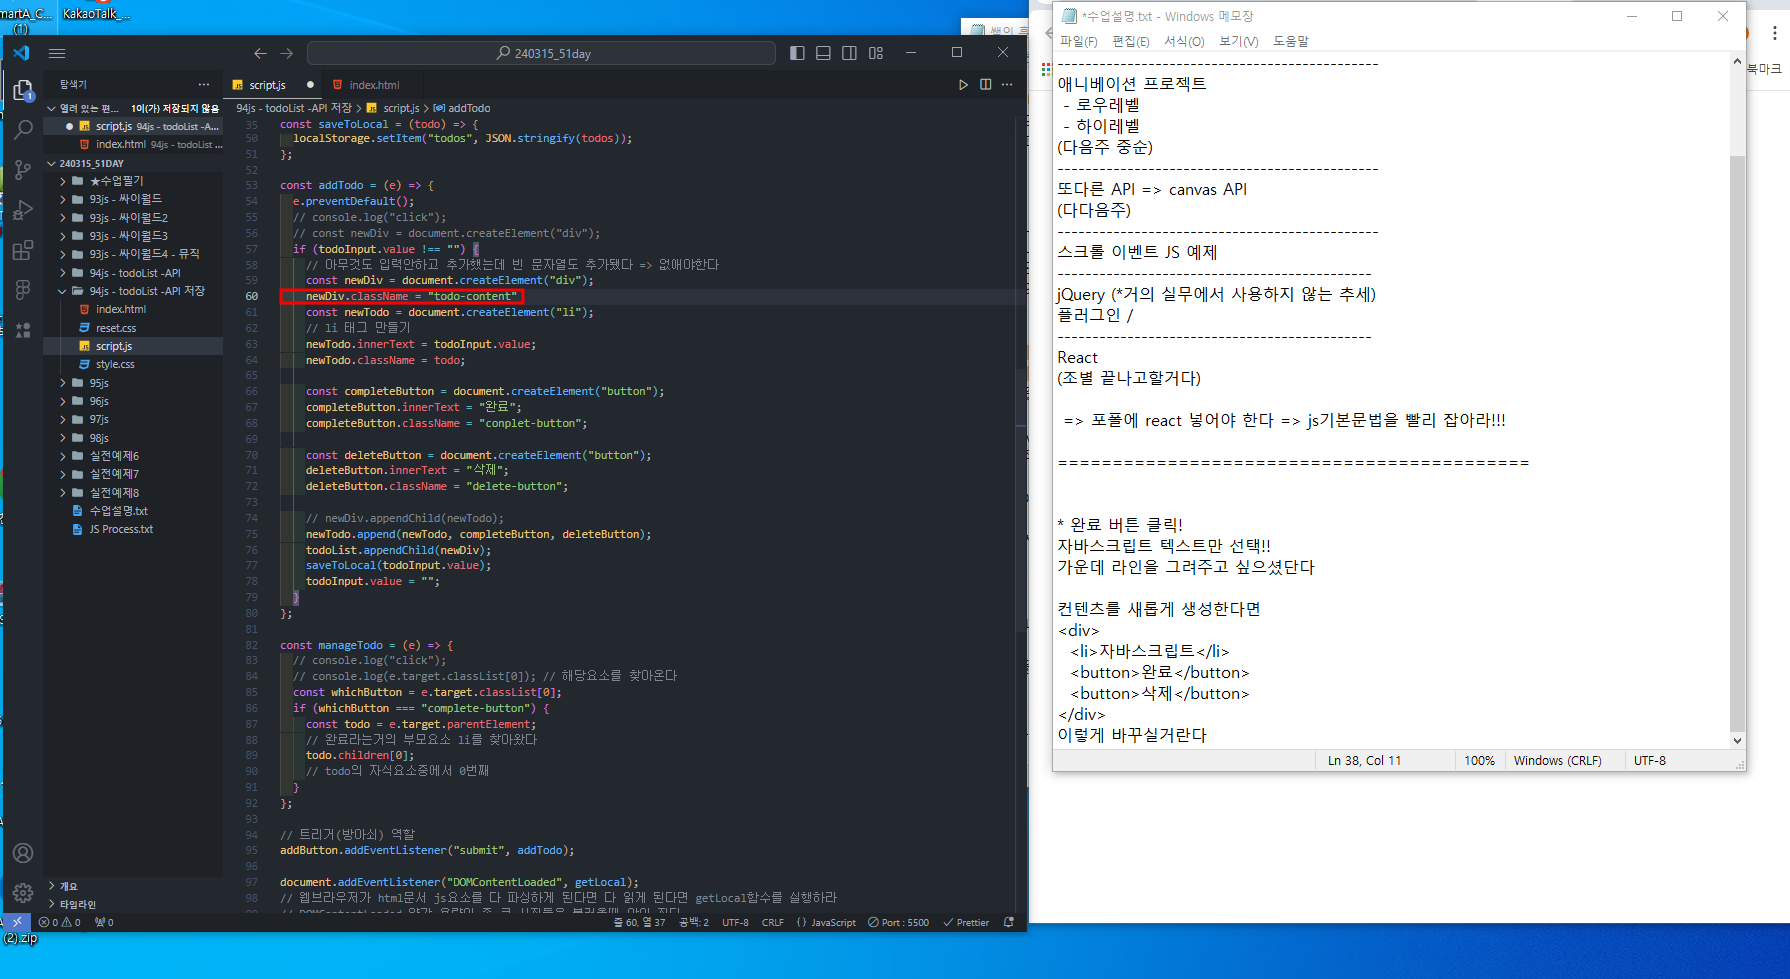 martA_C... KakaoTalk_...
(1)
240315_51day
탐색기
script.js
index.html
열려 있는 편... 1이(가) 저장되지 않음
script.js 94js - todoList -A...
index.html 94js - todoList ...
240315_51DAY
★수업필기
93js - 싸이월드
93js - 싸이월드2
93js - 싸이월드3
93js - 싸이월드4 - 뮤직
94js - todoList -API
94js - todoList -API 저장
index.html
reset.css
script.js
style.css
95js
96js
97js
98js
실전예제6
실전예제7
실전예제8
수업설명.txt
JS Process.txt
개요
타임라인
94js - todoList -API 저장 > script.js > addTodo
35 const saveToLocal = (todo) => {
50 localStorage.setItem("todos", JSON.stringify(todos));
51 };
52
53 const addTodo = (e) => {
54 e.preventDefault();
55 // console.log("click");
56 // const newDiv = document.createElement("div");
57 if (todoInput.value !== "") {
58 // 아무것도 입력안하고 추가했는데 빈 문자열도 추가됐다 => 없애야한다
59 const newDiv = document.createElement("div");
60 newDiv.className = "todo-content"
61 const newTodo = document.createElement("li");
62 // li 태그 만들기
63 newTodo.innerText = todoInput.value;
64 newTodo.className = todo;
65
66 const completeButton = document.createElement("button");
67 completeButton.innerText = "완료";
68 completeButton.className = "conplet-button";
69
70 const deleteButton = document.createElement("button");
71 deleteButton.innerText = "삭제";
72 deleteButton.className = "delete-button";
73
74 // newDiv.appendChild(newTodo);
75 newTodo.append(newTodo, completeButton, deleteButton);
76 todoList.appendChild(newDiv);
77 saveToLocal(todoInput.value);
78 todoInput.value = "";
79 }
80 };
81
82 const manageTodo = (e) => {
83 // console.log("click");
84 // console.log(e.target.classList[0]); // 해당요소를 찾아온다
85 const whichButton = e.target.classList[0];
86 if (whichButton === "complete-button") {
87 const todo = e.target.parentElement;
88 // 완료라는거의 부모요소 li를 찾아왔다
89 todo.children[0];
90 // todo의 자식요소중에서 0번째
91 }
92 };
93
94 // 트리거(방아쇠) 역할
95 addButton.addEventListener("submit", addTodo);
96
97 document.addEventListener("DOMContentLoaded", getLocal);
98 // 웹브라우저가 html문서 js요소를 다 파싱하게 된다면 다 읽게 된다면 getLocal함수를 실행하라
0 0 0
줄 60, 열 37 공백: 2 UTF-8 CRLF {} JavaScript Port : 5500 Prettier
(2).zip
*수업설명.txt - Windows 메모장
파일(F) 편집(E) 서식(O) 보기(V) 도움말
-------------------------------------------
애니베이션 프로젝트
- 로우레벨
- 하이레벨
(다음주 중순)
-------------------------------------------
또다른 API => canvas API
(다다음주)
-------------------------------------------
스크롤 이벤트 JS 예제
------------------------------------------
jQuery (*거의 실무에서 사용하지 않는 추세)
플러그인 /
------------------------------------------
React
(조별 끝나고할거다)
=> 포폴에 react 넣어야 한다 => js기본문법을 빨리 잡아라!!!
===========================================
* 완료 버튼 클릭!
자바스크립트 텍스트만 선택!!
가운데 라인을 그려주고 싶으셨단다
컨텐츠를 새롭게 생성한다면
<div>
<li>자바스크립트</li>
<button>완료</button>
<button>삭제</button>
</div>
이렇게 바꾸실거란다
Ln 38, Col 11 100% Windows (CRLF) UTF-8
북마크